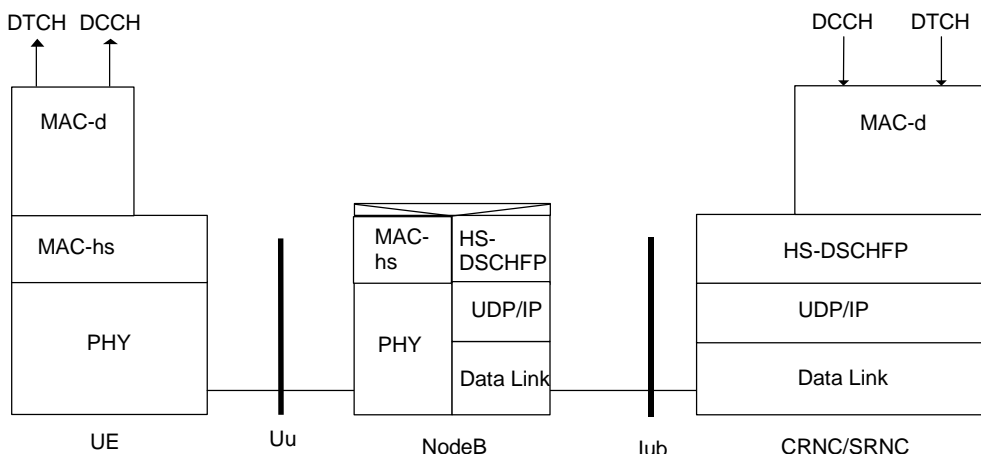 DTCH DCCH
DCCH DTCH
MAC-d
MAC-d
MAC-hs
MAC-
hs
HS-
DSCHFP
HS-DSCHFP
UDP/IP
UDP/IP
PHY
PHY
Data Link
Data Link
UE
Uu
NodeB
Iub
CRNC/SRNC